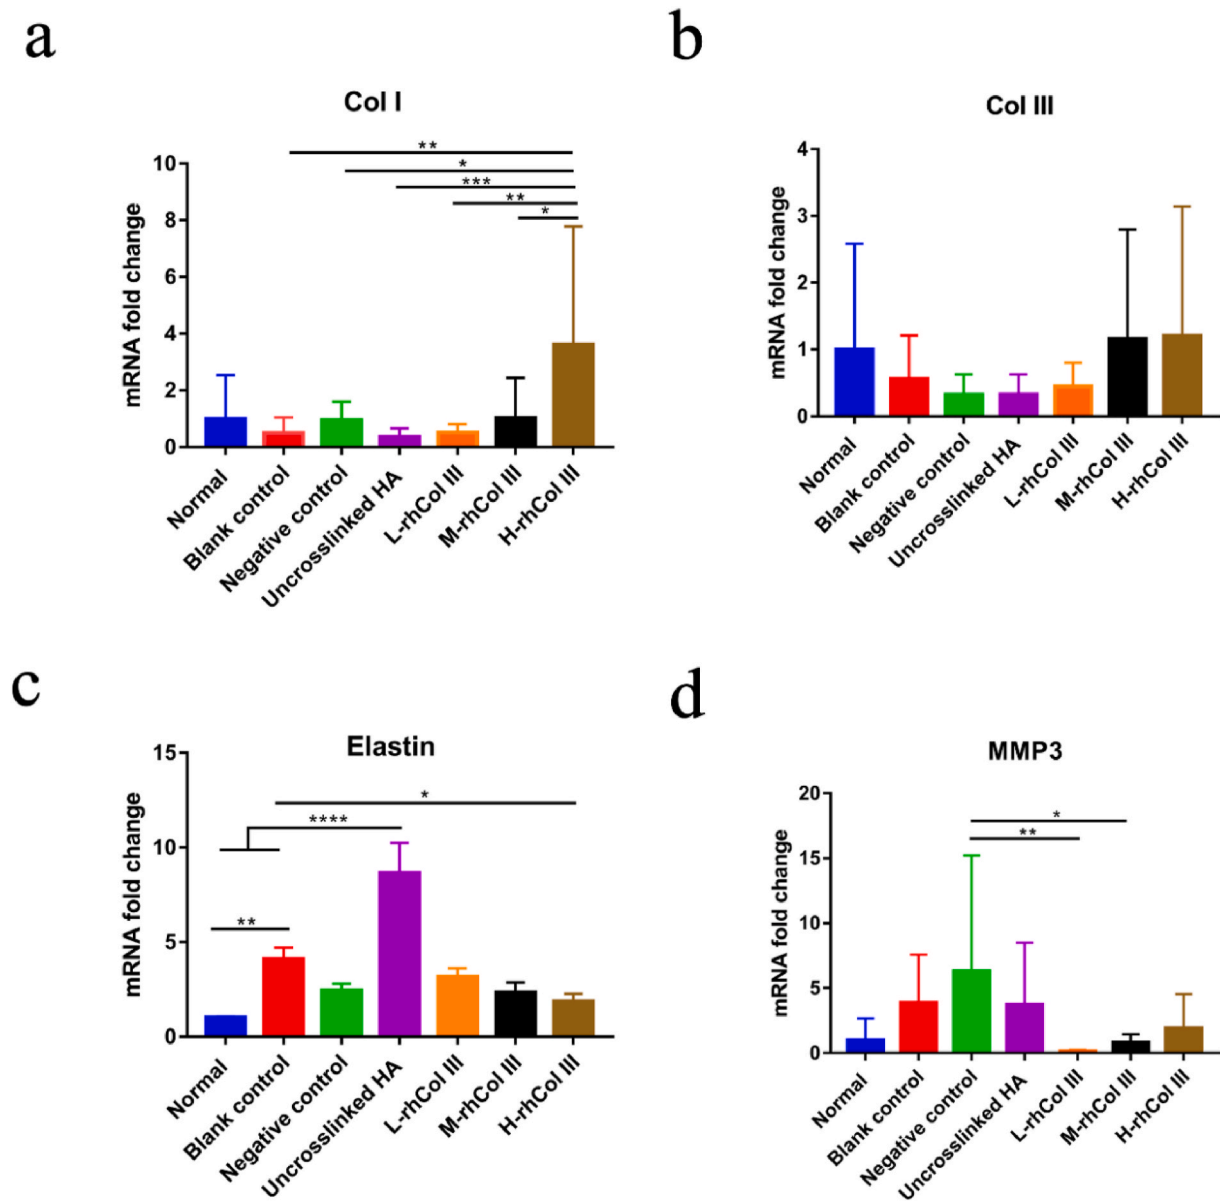 a
Col I
**
*
***
**
*
mRNA fold change
10
8
6
4
2
0
Normal
Blank control
Negative control
Uncrosslinked HA
L-rhCol III
M-rhCol III
H-rhCol III
b
Col III
mRNA fold change
4
3
2
1
0
Normal
Blank control
Negative control
Uncrosslinked HA
L-rhCol III
M-rhCol III
H-rhCol III
c
Elastin
*
****
**
mRNA fold change
15
10
5
0
Normal
Blank control
Negative control
Uncrosslinked HA
L-rhCol III
M-rhCol III
H-rhCol III
d
MMP3
*
**
mRNA fold change
20
15
10
5
0
Normal
Blank control
Negative control
Uncrosslinked HA
L-rhCol III
M-rhCol III
H-rhCol III